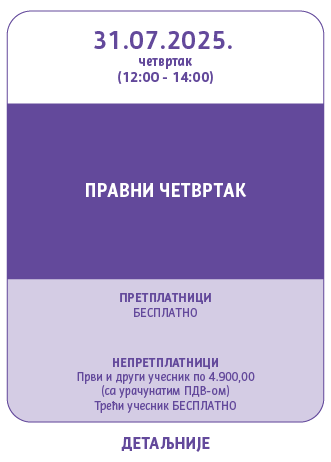 31.07.2025.
четвртак
(12:00 - 14:00)
ПРАВНИ ЧЕТВРТАК
ПРЕТПЛАТНИЦИ
БЕСПЛАТНО
НЕПРЕТПЛАТНИЦИ
Први и други учесник по 4.900,00
(са урачунатим ПДВ-ом)
Трећи учесник БЕСПЛАТНО
ДЕТАЉНИЈЕ